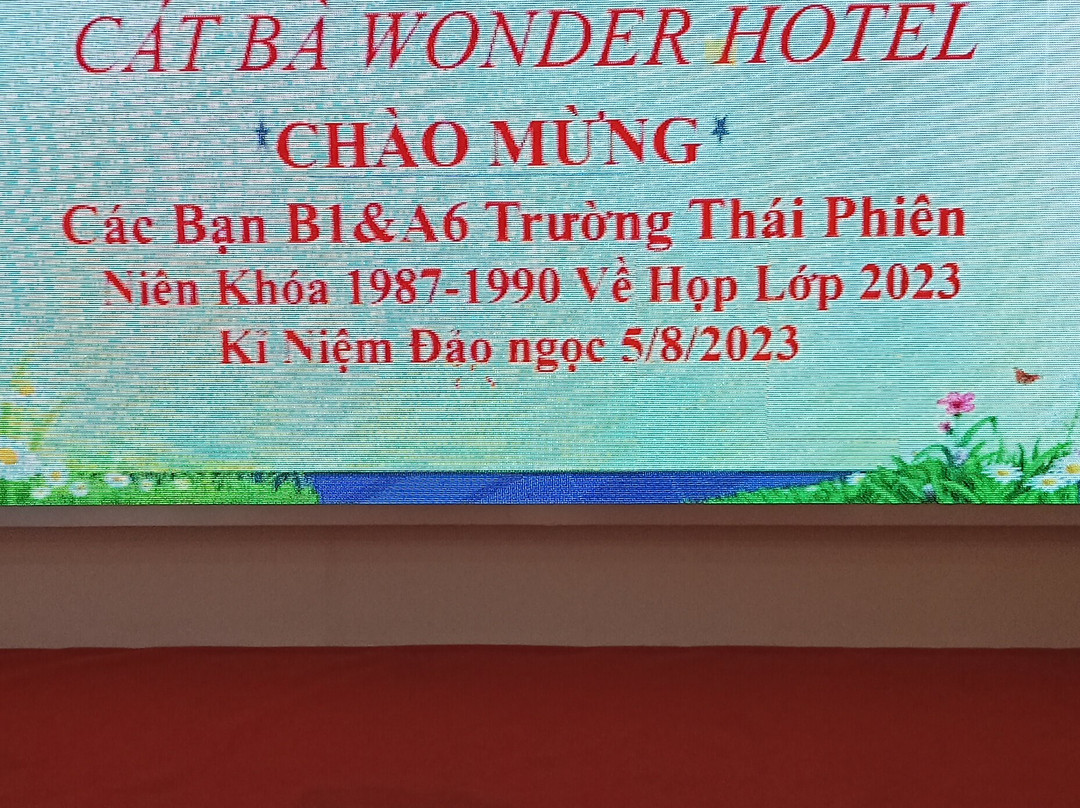 CÁT BÀ WONDER HOTEL
CHÀO MỪNG
Các Bạn B1&A6 Trường Thái Phiên
Niên Khóa 1987-1990 Về Họp Lớp 2023
Kỉ Niệm Đảo ngọc 5/8/2023